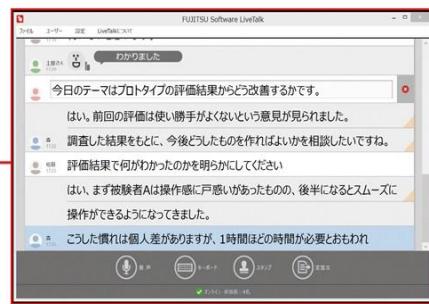 FUJITSU Software LiveTalk
ファイル ユーザー 設定 LiveTalkについて
わかりました
今日のテーマはプロトタイプの評価結果からどう改善するかです。
はい。前回の評価は使い勝手がよくないという意見が見られました。
調査した結果をもとに、今後どうしたものを作ればよいかを相談したいですね。
評価結果で何がわかったのかを明らかにしてください
はい、まず被験者Aは操作感に戸惑いがあったものの、後半になるとスムーズに
操作ができるようになってきました。
こうした慣れは個人差がありますが、1時間ほどの時間が必要とおもわれ
音声 キーボード スタンプ 定型文